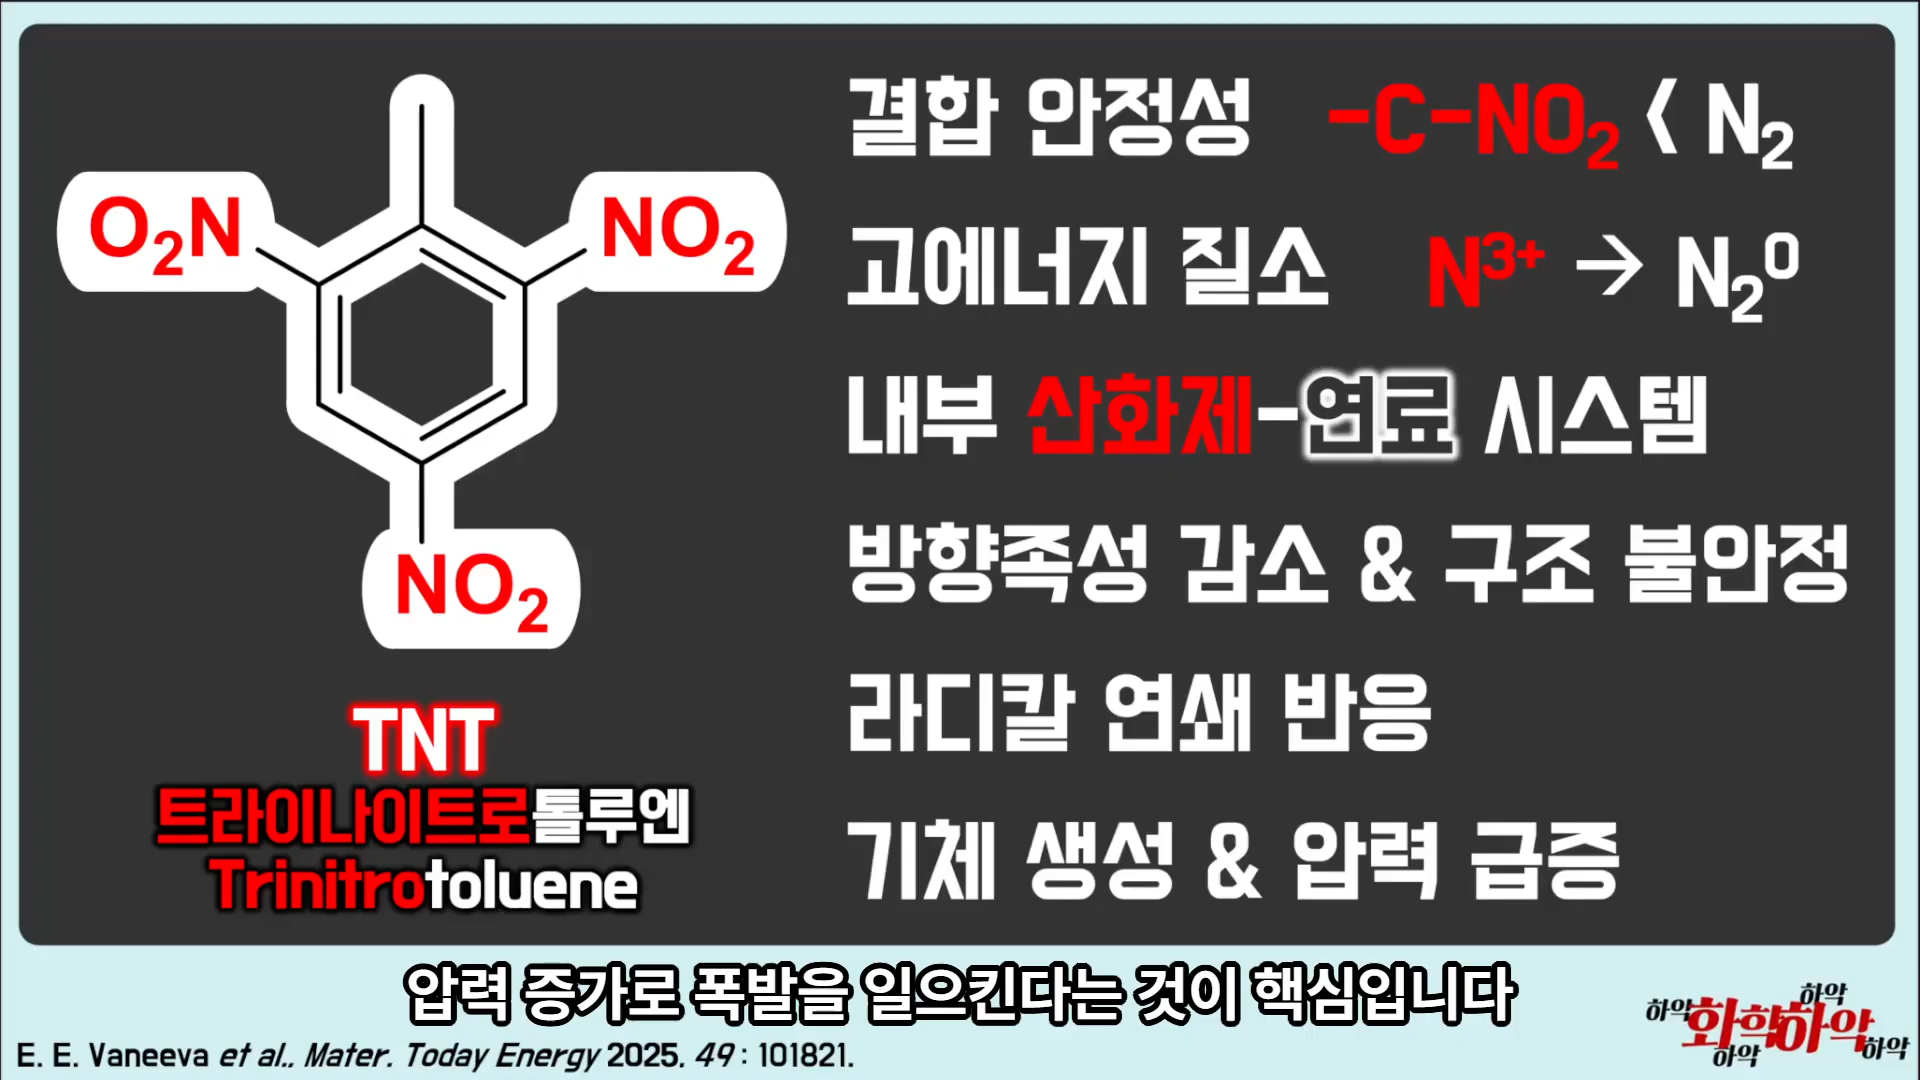 O2N
NO2
NO2
TNT
트라이나이트로톨루엔
Trinitrotoluene
결합 안정성 -C-NO2 < N2
고에너지 질소 N3+ → N20
내부 산화제-연료 시스템
방향족성 감소 & 구조 불안정
라디칼 연쇄 반응
기체 생성 & 압력 급증
압력 증가로 폭발을 일으킨다는 것이 핵심입니다
E. E. Vaneeva et al., Mater. Today Energy 2025, 49 : 101821.
하악
하악
화학하악
하악
하악